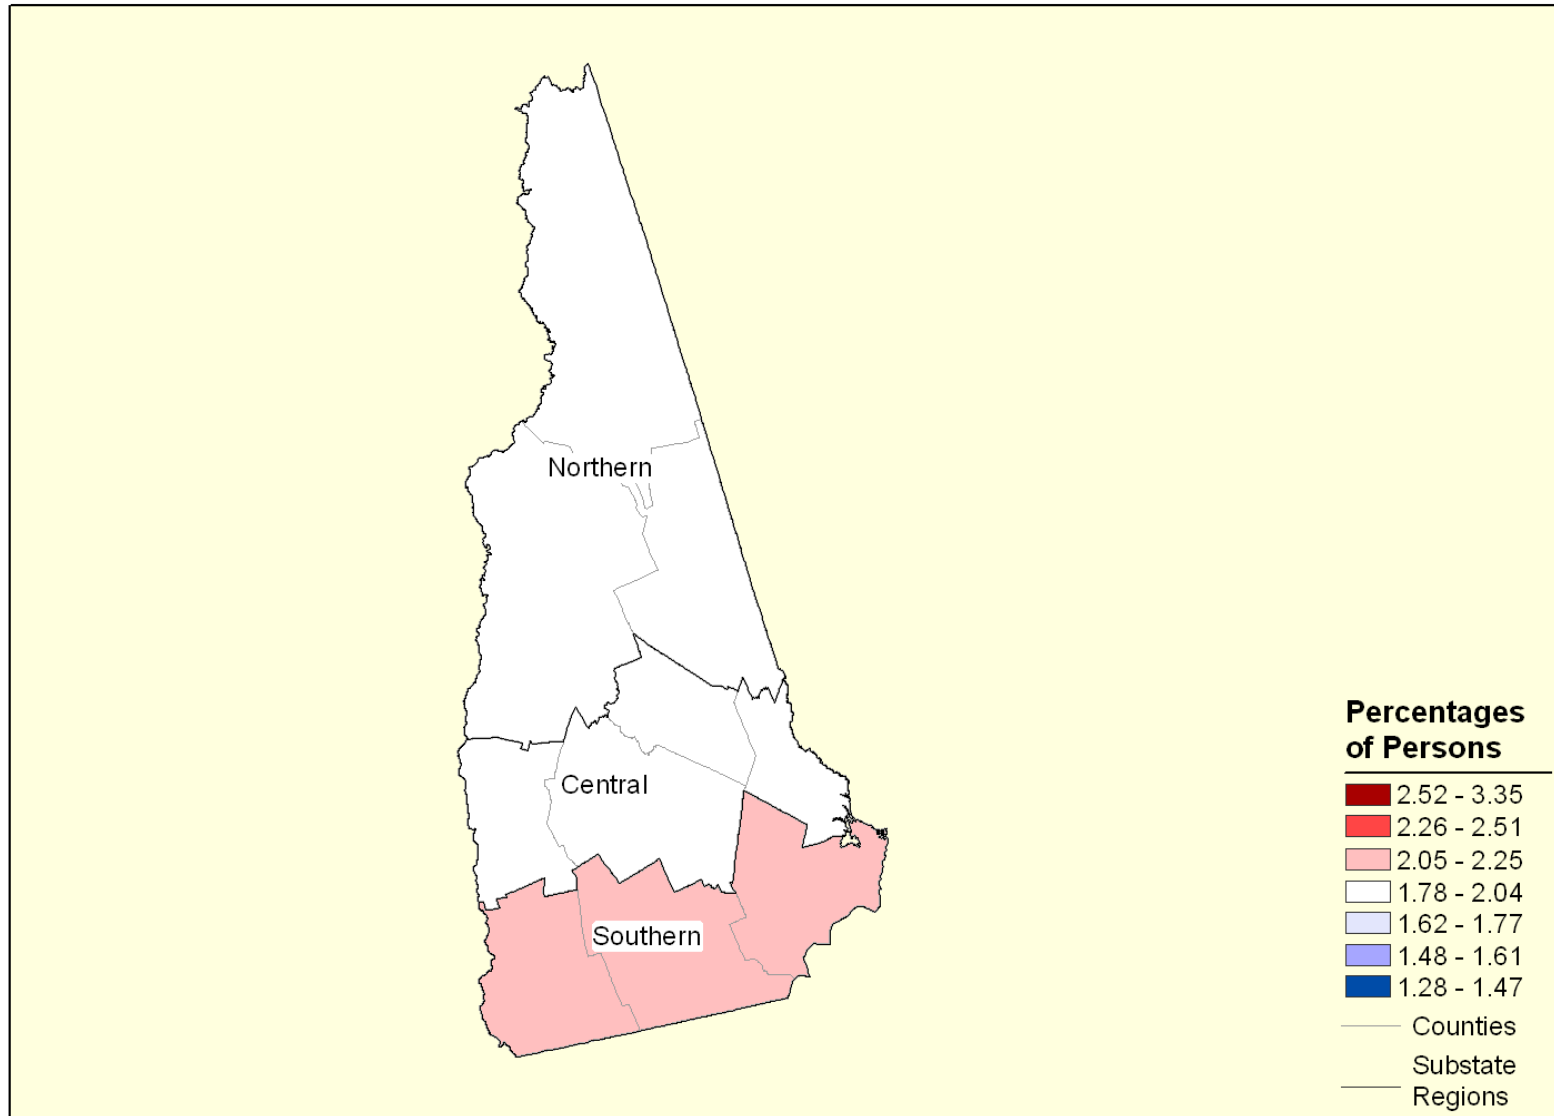 Northern
Central
Southern
Percentages
of Persons
2.52 - 3.35
2.26 - 2.51
2.05 - 2.25
1.78 - 2.04
1.62 - 1.77
1.48 - 1.61
1.28 - 1.47
Counties
Substate
Regions